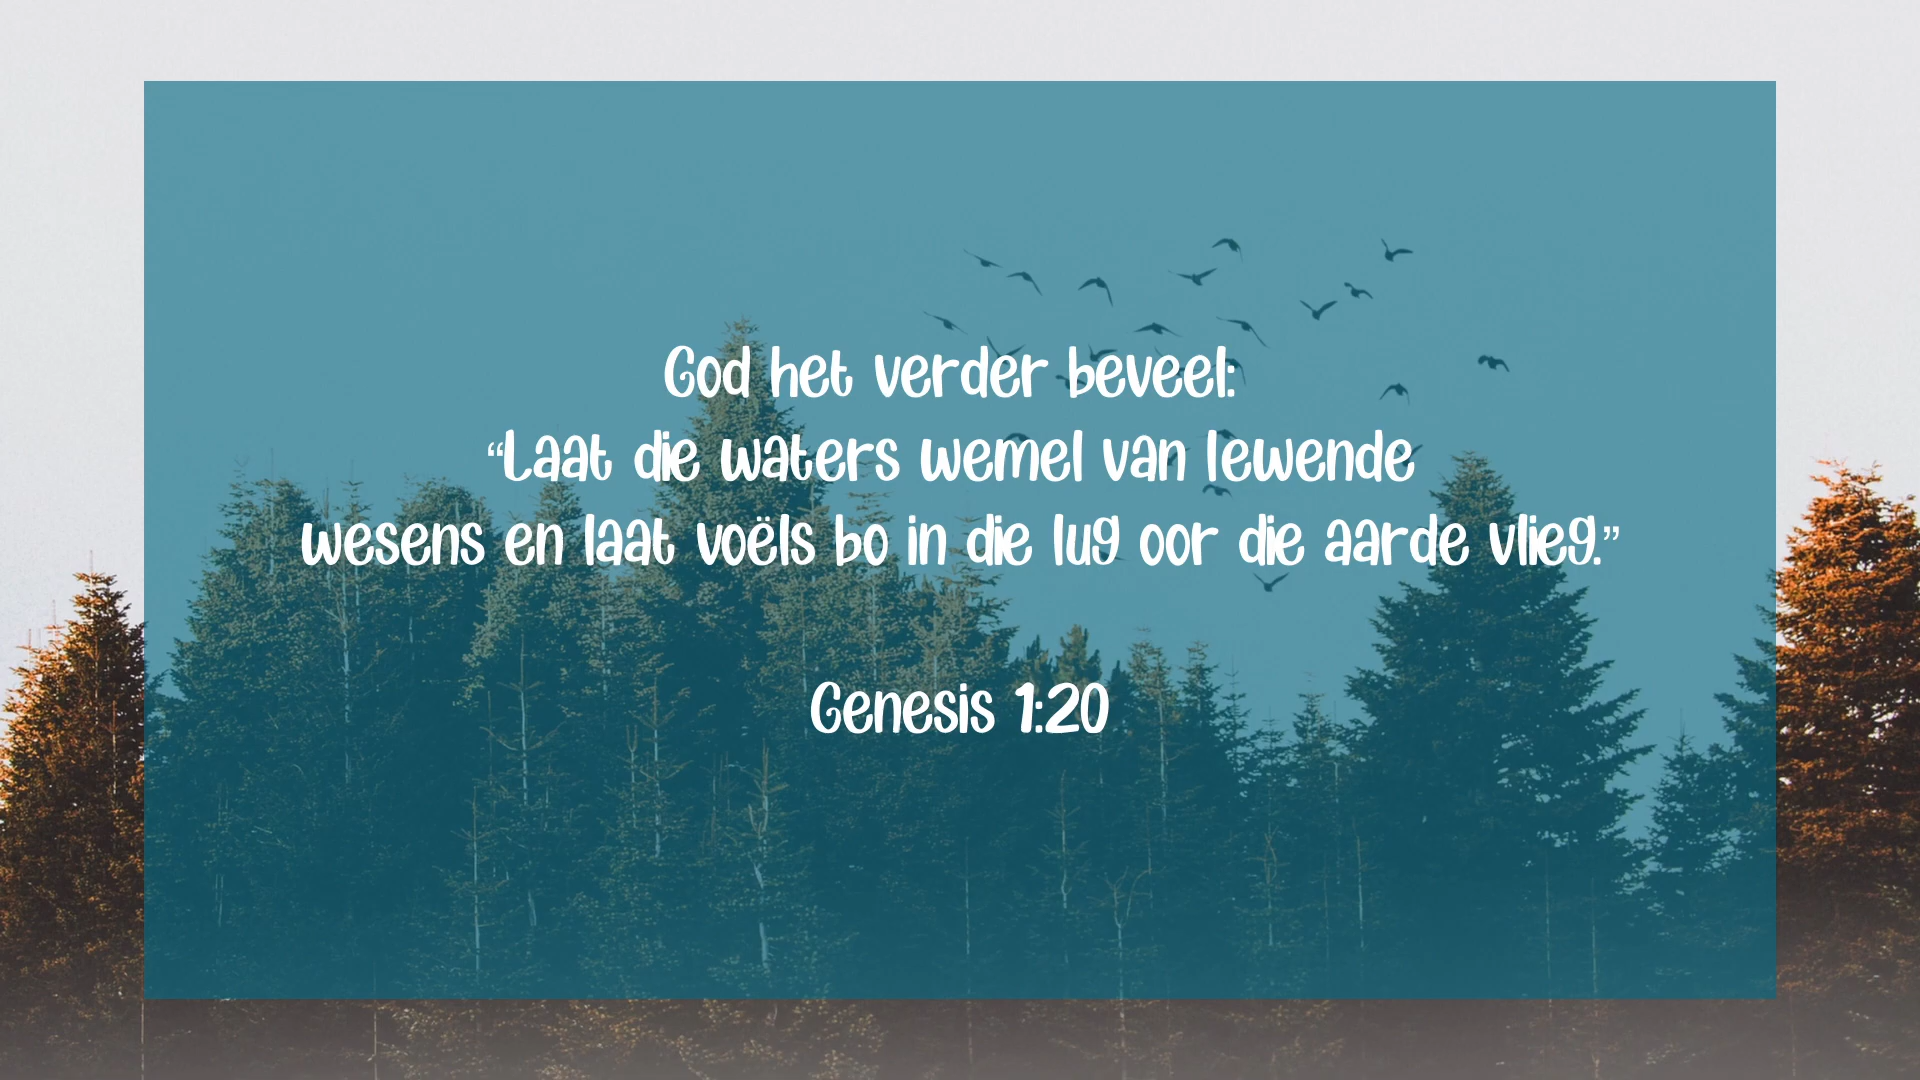 God het verder beveel:
“Laat die waters wemel van lewende
wesens en laat voëls bo in die lug oor die aarde vlieg.”
Genesis 1:20